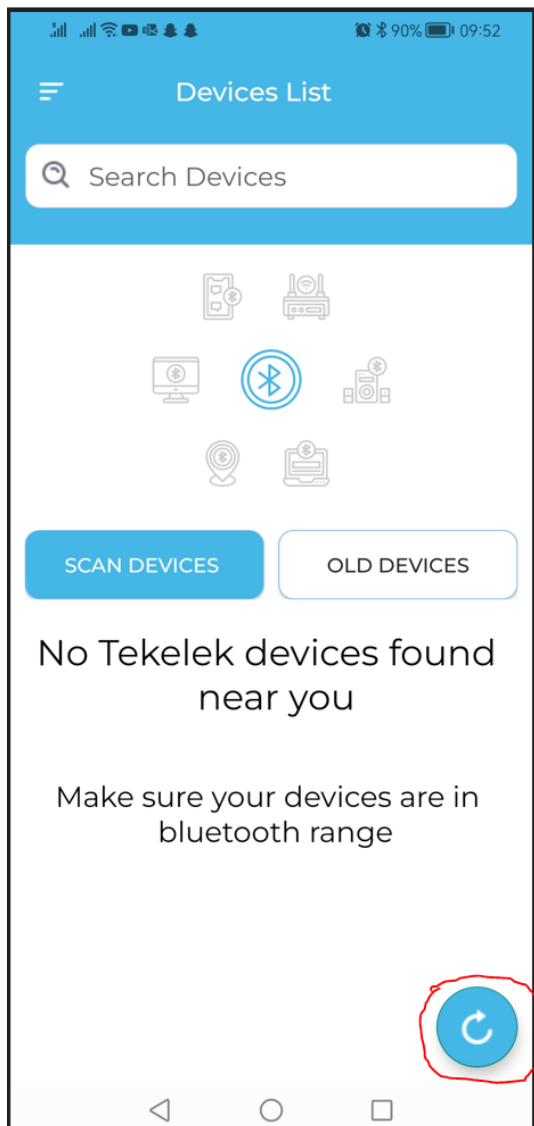 90% 09:52
Devices List
Search Devices
SCAN DEVICES OLD DEVICES
No Tekelek devices found
near you
Make sure your devices are in
bluetooth range